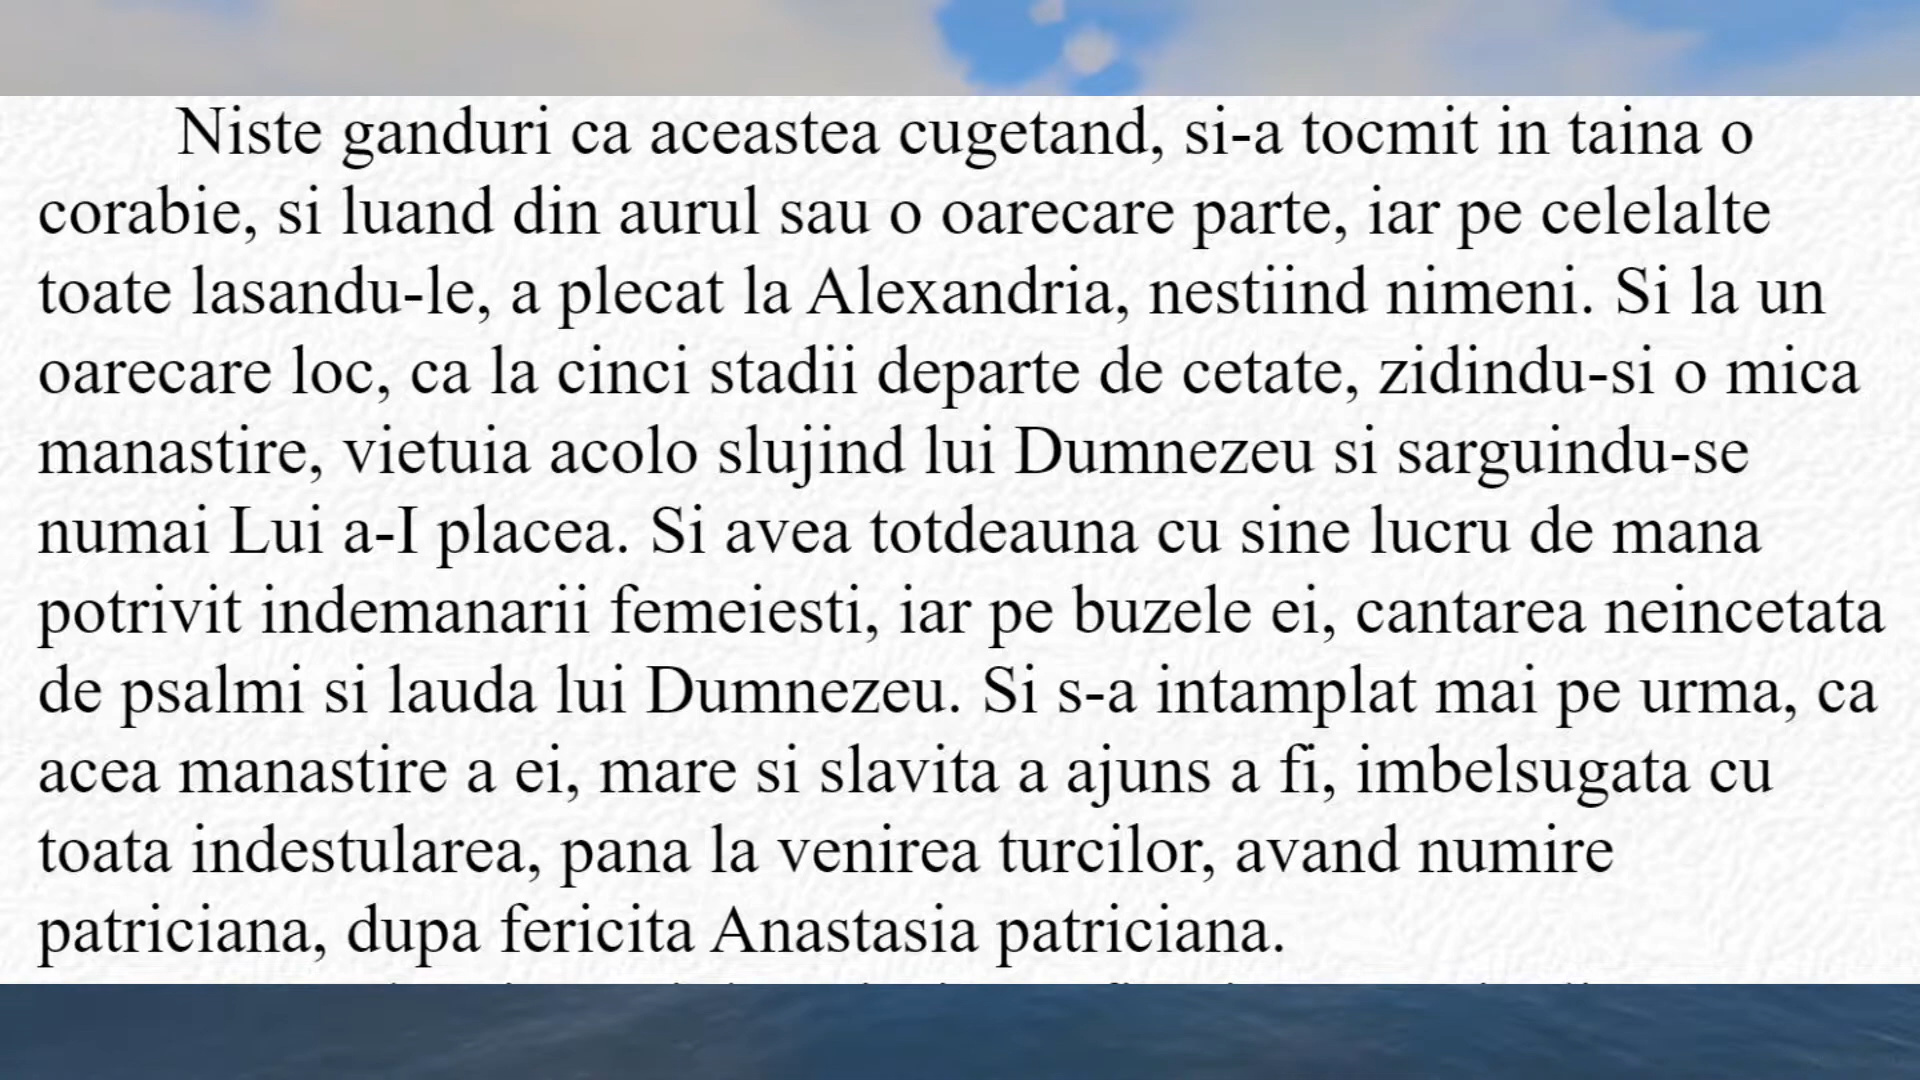 Niste ganduri ca aceastea cugetand, si-a tocmit in taina o
corabie, si luand din aurul sau o oarecare parte, iar pe celelalte
toate lasandu-le, a plecat la Alexandria, nestiind nimeni. Si la un
oarecare loc, ca la cinci stadii departe de cetate, zidindu-si o mica
manastire, vietuia acolo slujind lui Dumnezeu si sarguindu-se
numai Lui a-I placea. Si avea totdeauna cu sine lucru de mana
potrivit indemanarii femeiesti, iar pe buzele ei, cantarea neincetata
de psalmi si lauda lui Dumnezeu. Si s-a intamplat mai pe urma, ca
acea manastire a ei, mare si slavita a ajuns a fi, imbelsugata cu
toata indestularea, pana la venirea turcilor, avand numire
patriciana, dupa fericita Anastasia patriciana.